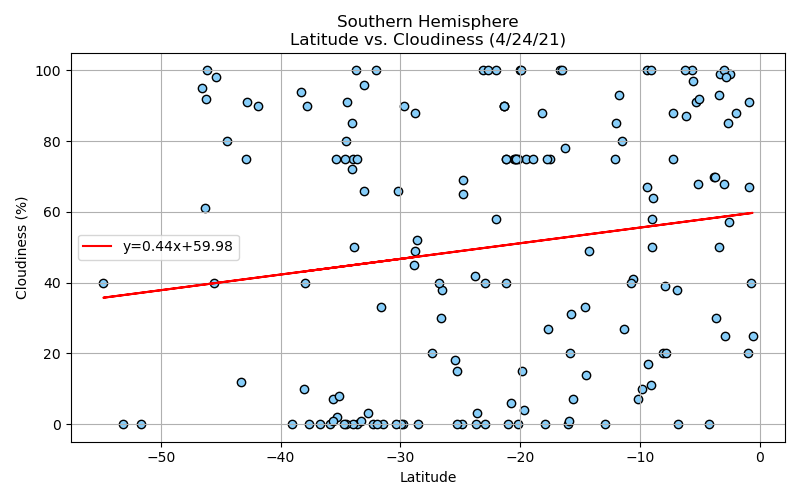 Southern Hemisphere
Latitude vs. Cloudiness (4/24/21)
Cloudiness (%)
100
80
60
40
20
0
y=0.44x+59.98
−50
−40
−30
−20
−10
0
Latitude